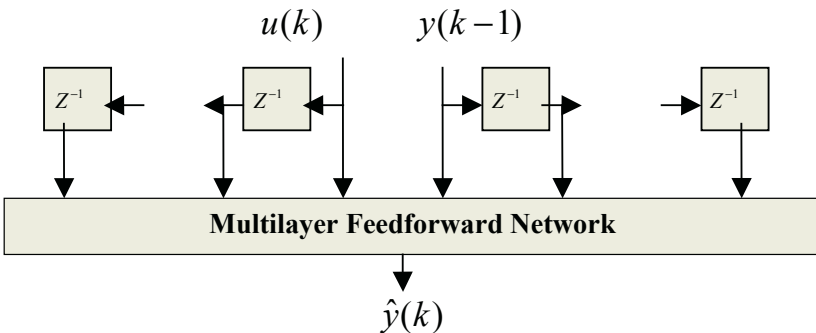 u(k) y(k−1)
Z⁻¹ Z⁻¹ Z⁻¹ Z⁻¹
Multilayer Feedforward Network
ŷ(k)